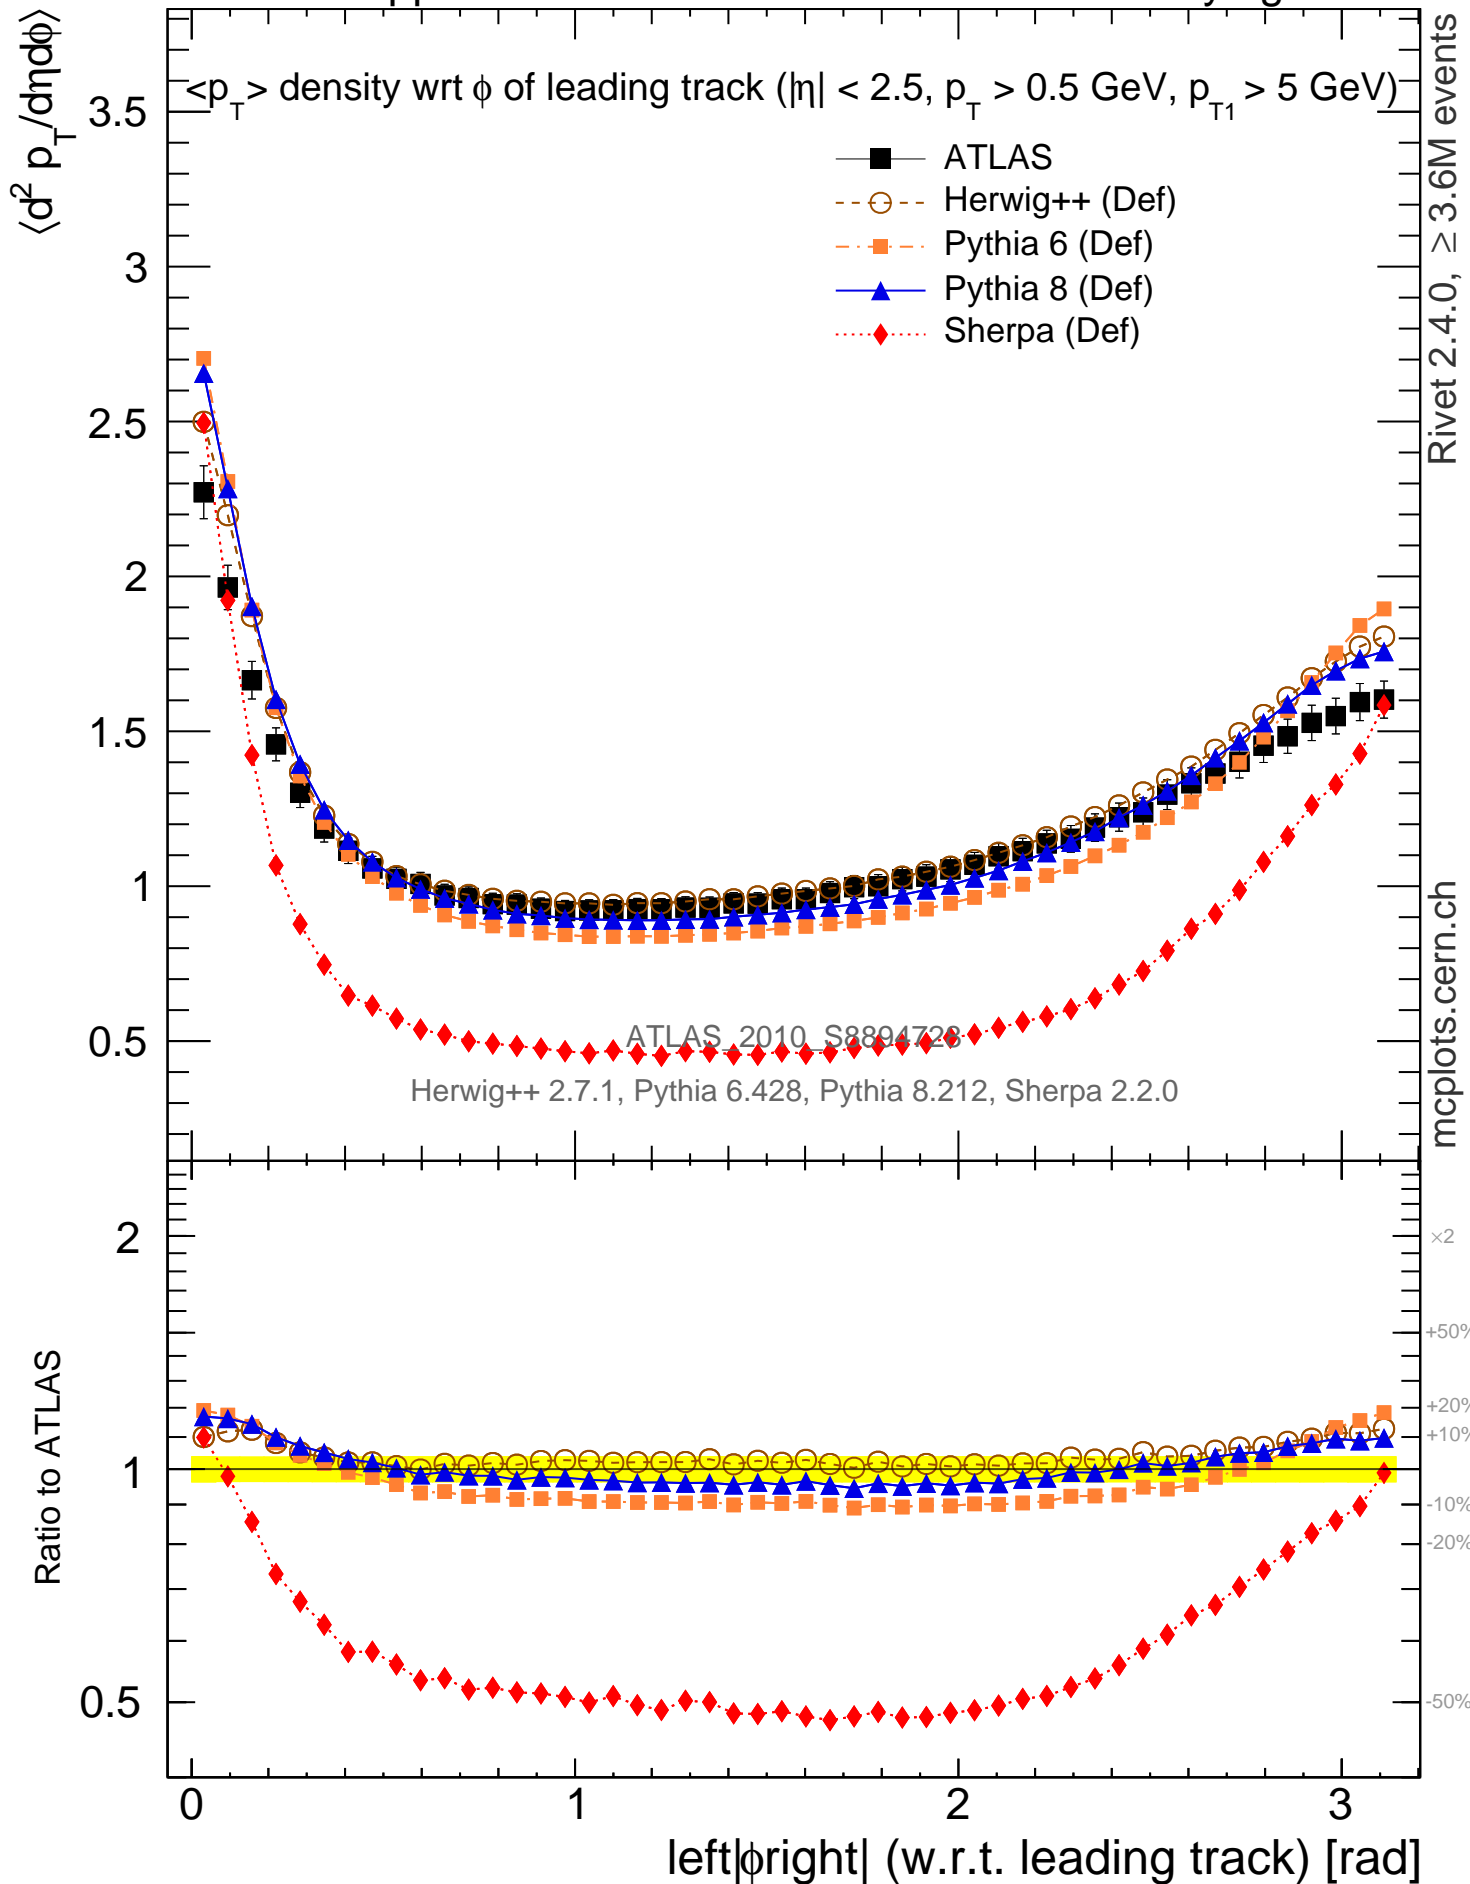 <p_T> density wrt ϕ of leading track (|η| < 2.5, p_T > 0.5 GeV, p_T1 > 5 GeV)
⟨d² p_T/dηdϕ⟩
ATLAS
Herwig++ (Def)
Pythia 6 (Def)
Pythia 8 (Def)
Sherpa (Def)
3.5
3
2.5
2
1.5
1
0.5
ATLAS_2010_S8894728
Herwig++ 2.7.1, Pythia 6.428, Pythia 8.212, Sherpa 2.2.0
Rivet 2.4.0, ≥ 3.6M events
mcplots.cern.ch
Ratio to ATLAS
2
1
0.5
×2
+50%
+20%
+10%
-10%
-20%
-50%
0 1 2 3
left|ϕright| (w.r.t. leading track) [rad]